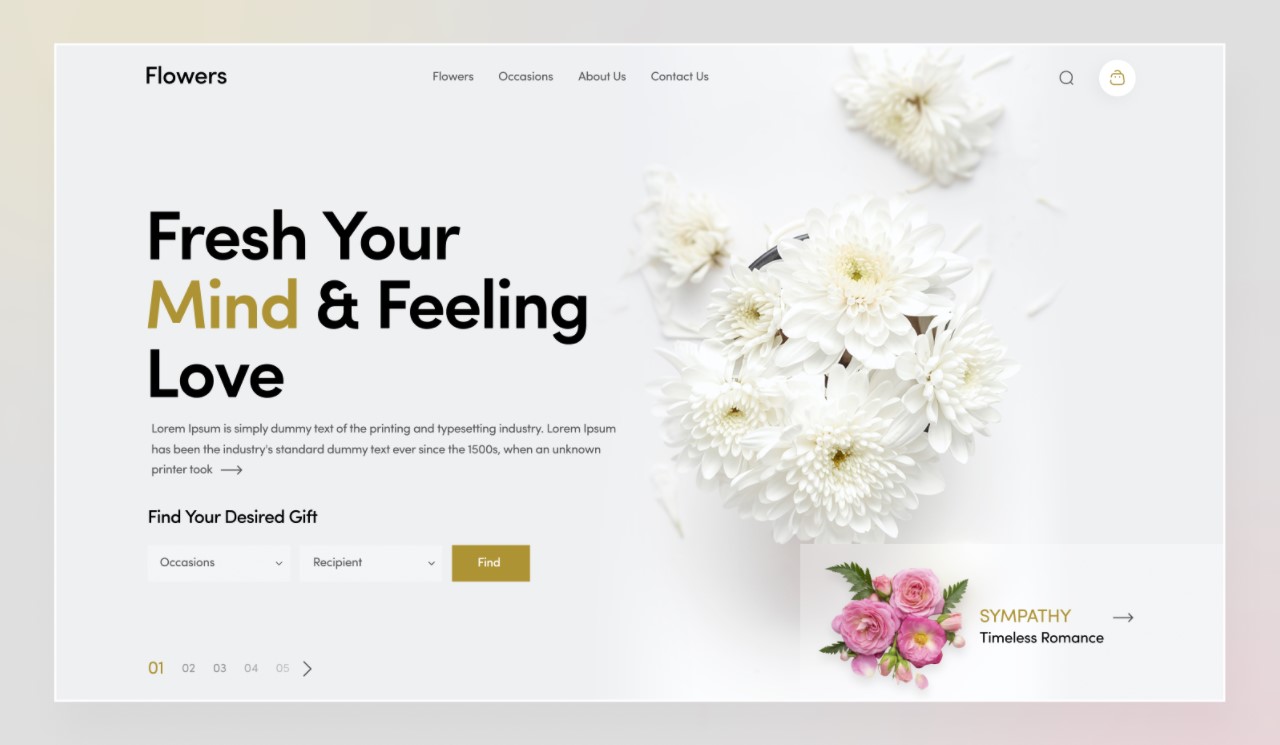 Flowers
Flowers Occasions About Us Contact Us
Fresh Your
Mind & Feeling
Love
Lorem Ipsum is simply dummy text of the printing and typesetting industry. Lorem Ipsum
has been the industry's standard dummy text ever since the 1500s, when an unknown
printer took
Find Your Desired Gift
Occasions Recipient Find
SYMPATHY
Timeless Romance
01 02 03 04 05